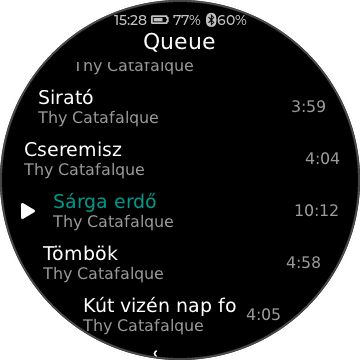 15:28 77% 60%
Queue
Thy Catafalque
Sirató
3:59
Thy Catafalque
Cseremisz
4:04
Thy Catafalque
Sárga erdő
10:12
Thy Catafalque
Tömbök
4:58
Thy Catafalque
Kút vizén nap fo
4:05
Thy Catafalque